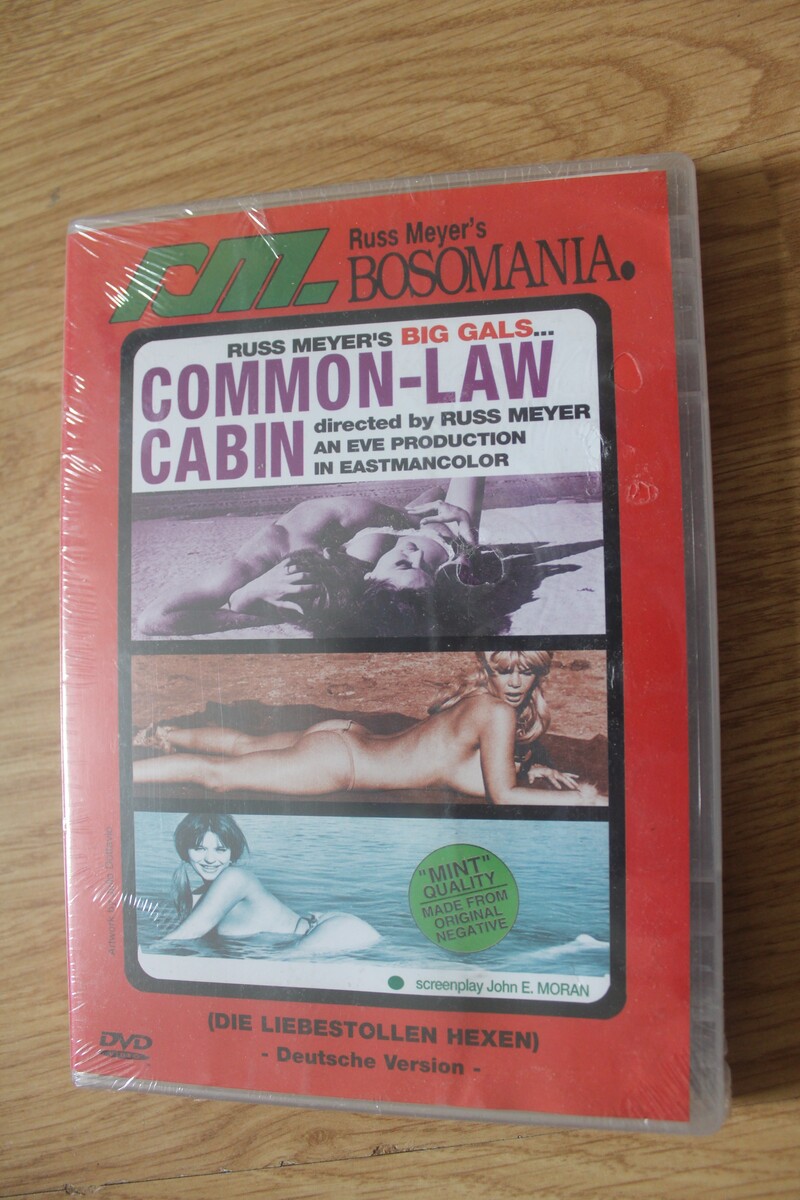 RM.
Russ Meyer's
BOSOMANIA.
RUSS MEYER'S BIG GALS...
COMMON-LAW
CABIN
directed by RUSS MEYER
AN EVE PRODUCTION
IN EASTMANCOLOR
"MINT"
QUALITY
MADE FROM
ORIGINAL
NEGATIVE
screenplay John E. MORAN
(DIE LIEBESTOLLEN HEXEN)
- Deutsche Version -
DVD